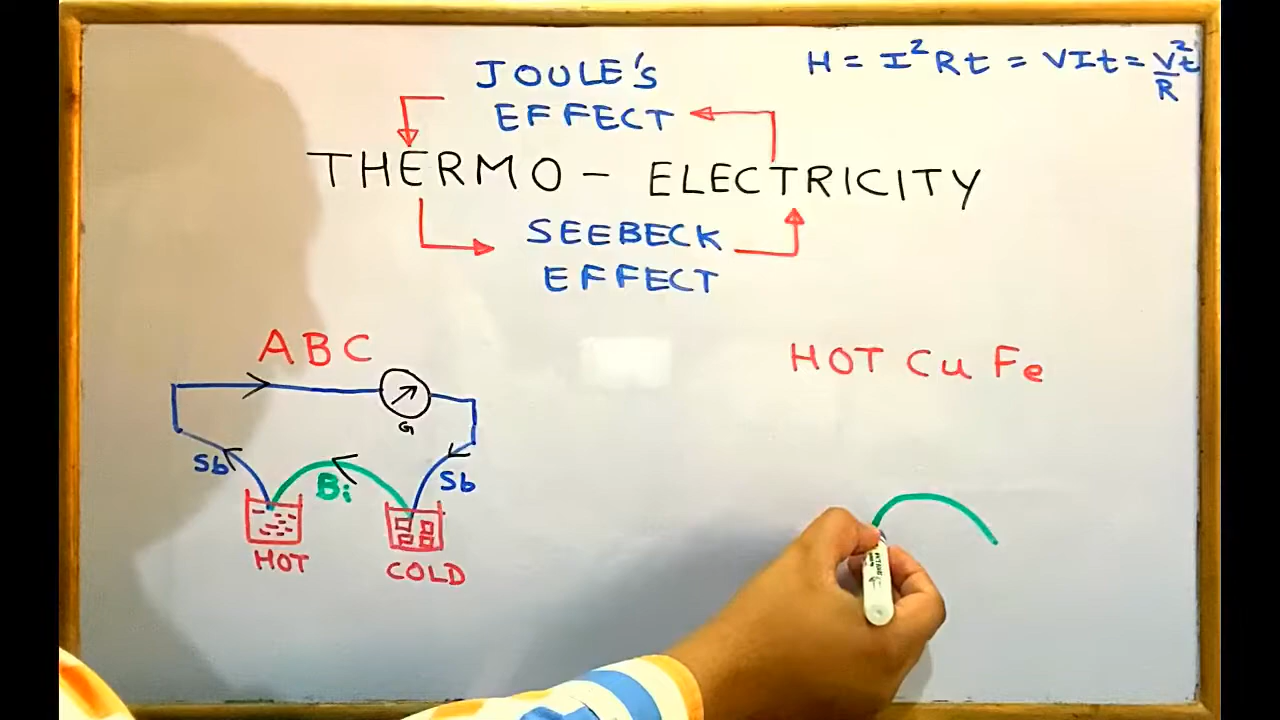 JOULE's
EFFECT
H = I²Rt = VIt = V²t/R
THERMO - ELECTRICITY
SEEBECK
EFFECT
ABC
HOT Cu Fe
G
Sb
Bi
Sb
HOT
COLD